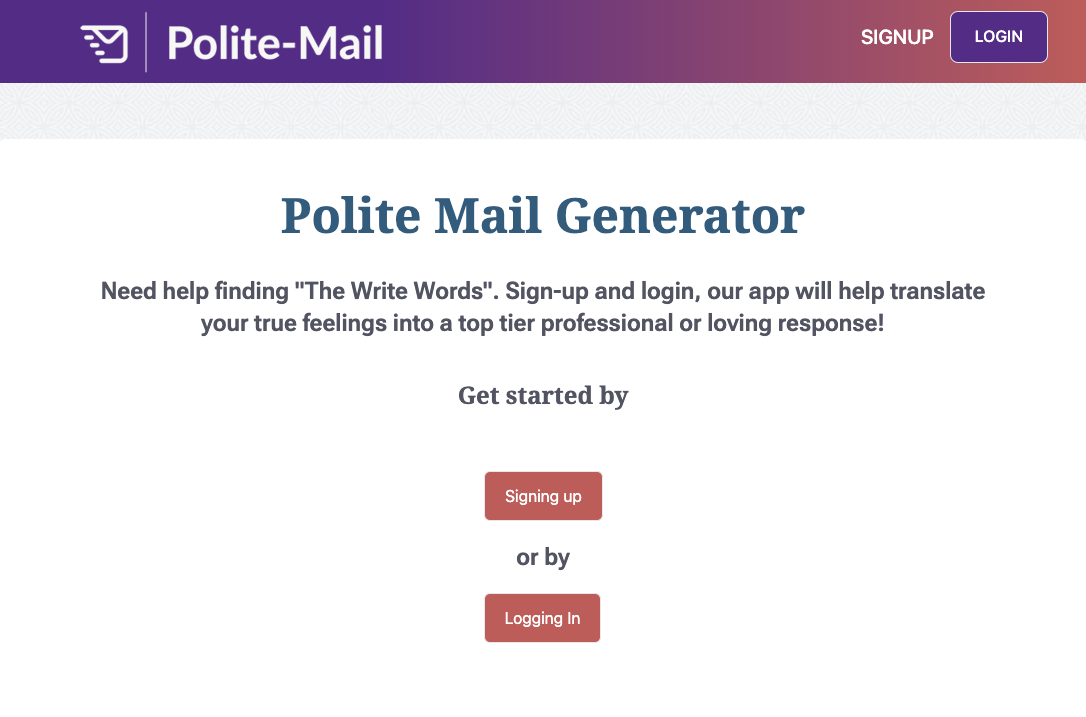 Polite-Mail
SIGNUP
LOGIN
Polite Mail Generator
Need help finding "The Write Words". Sign-up and login, our app will help translate
your true feelings into a top tier professional or loving response!
Get started by
Signing up
or by
Logging In